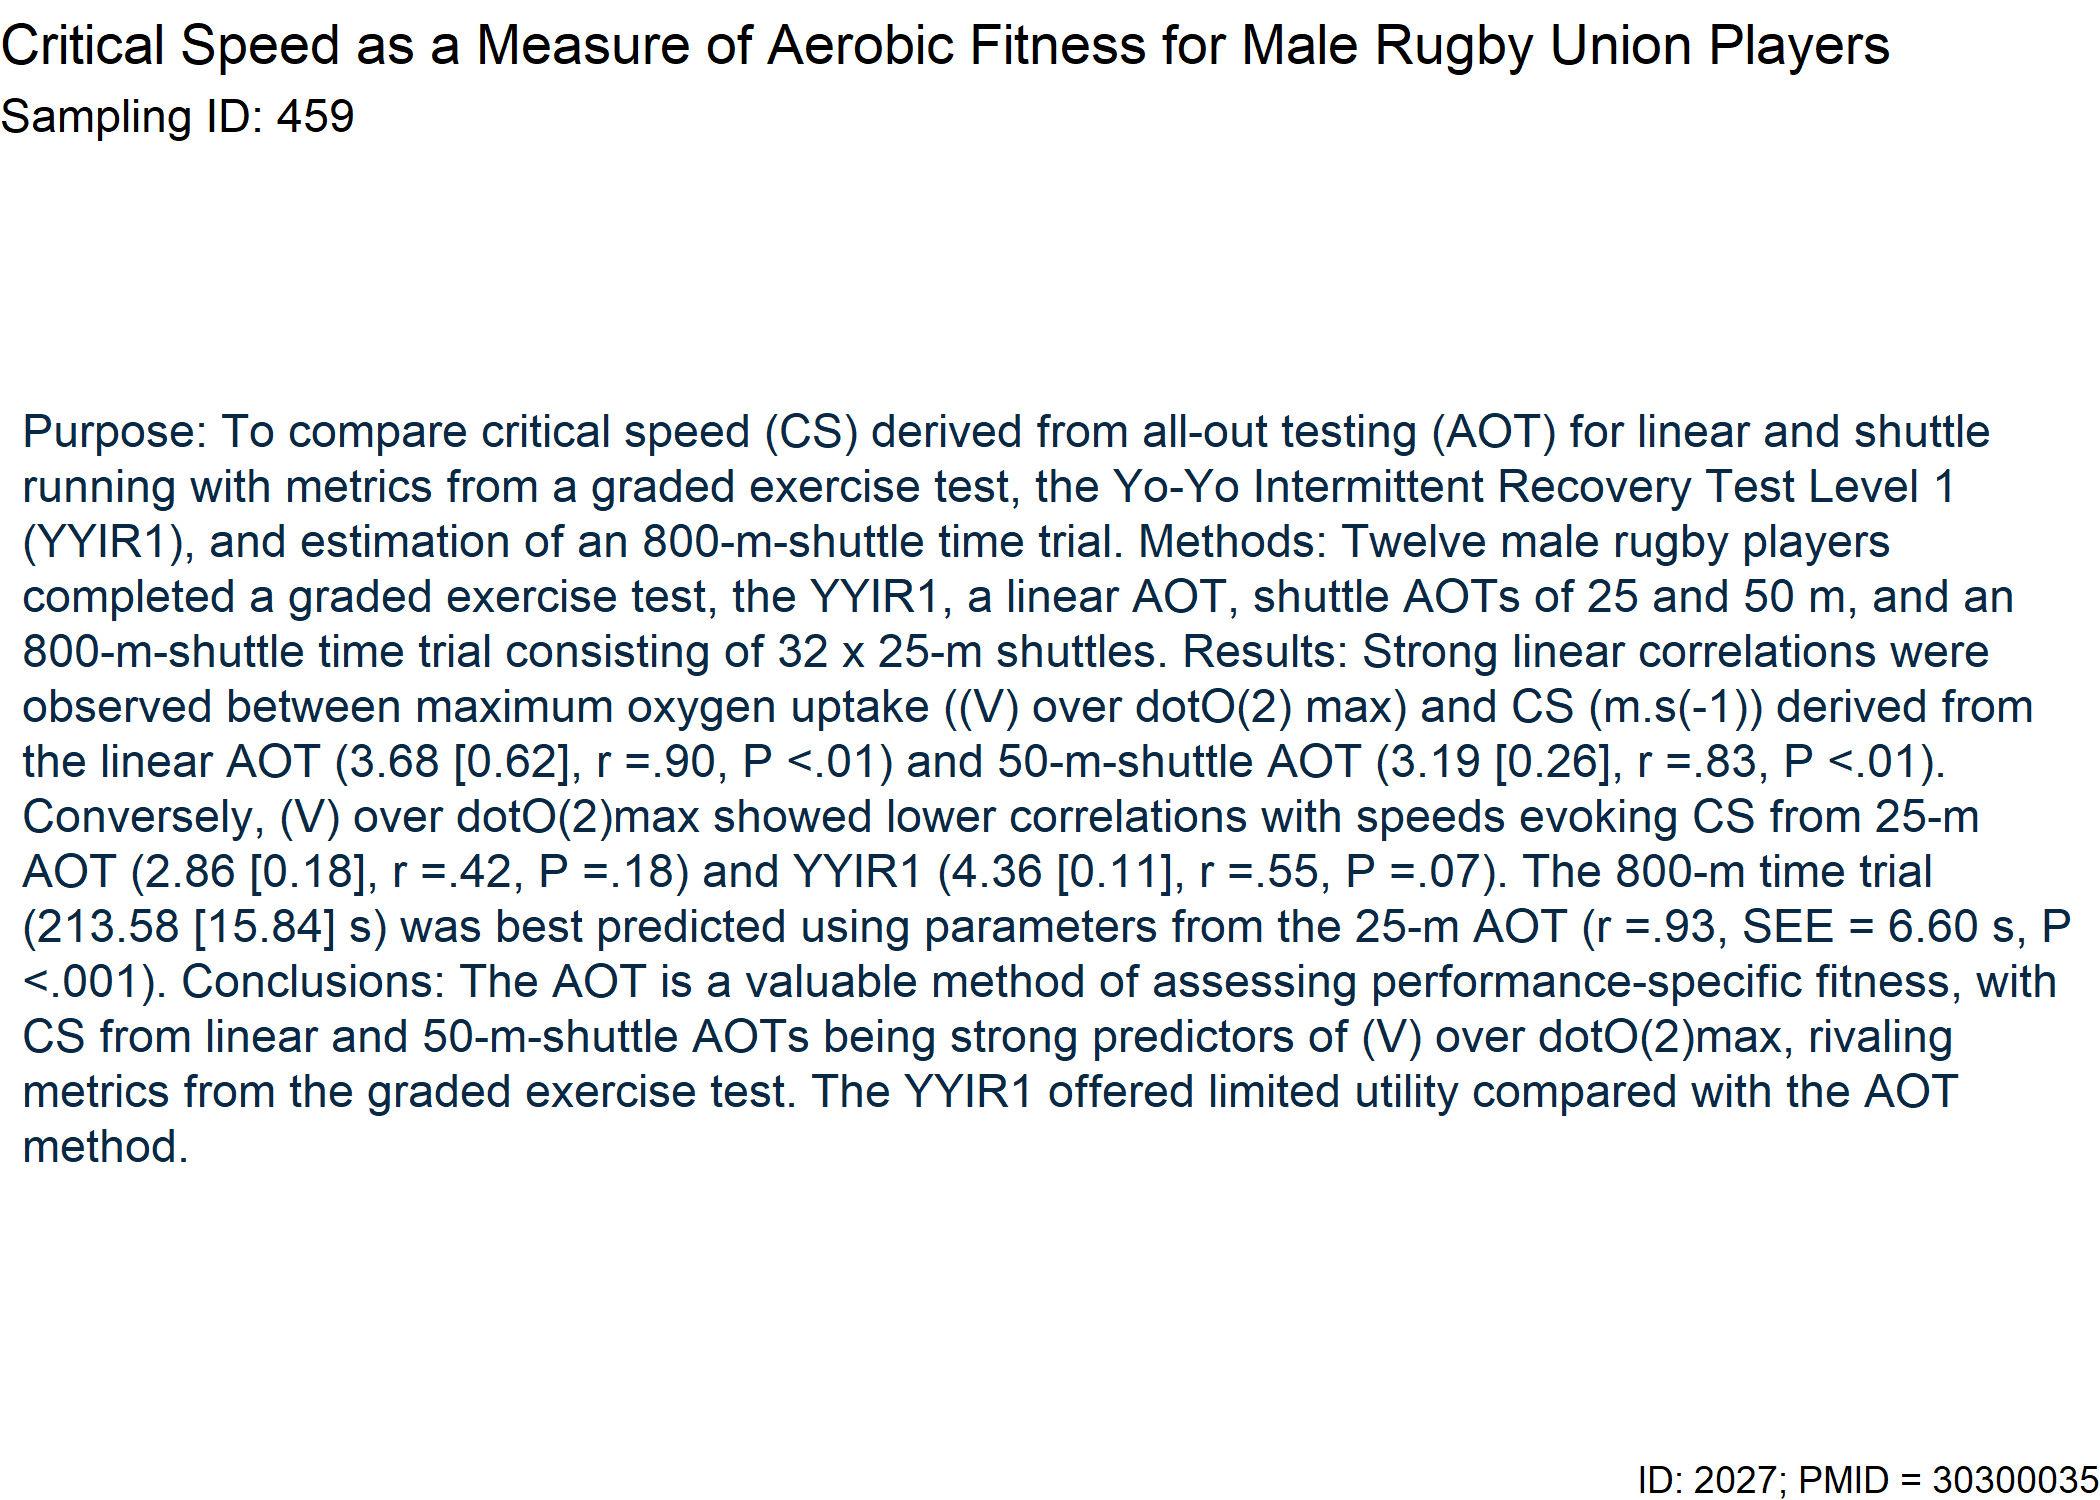 Critical Speed as a Measure of Aerobic Fitness for Male Rugby Union Players
Sampling ID: 459
Purpose: To compare critical speed (CS) derived from all-out testing (AOT) for linear and shuttle
running with metrics from a graded exercise test, the Yo-Yo Intermittent Recovery Test Level 1
(YYIR1), and estimation of an 800-m-shuttle time trial. Methods: Twelve male rugby players
completed a graded exercise test, the YYIR1, a linear AOT, shuttle AOTs of 25 and 50 m, and an
800-m-shuttle time trial consisting of 32 x 25-m shuttles. Results: Strong linear correlations were
observed between maximum oxygen uptake ((V) over dotO(2) max) and CS (m.s(-1)) derived from
the linear AOT (3.68 [0.62], r =.90, P <.01) and 50-m-shuttle AOT (3.19 [0.26], r =.83, P <.01).
Conversely, (V) over dotO(2)max showed lower correlations with speeds evoking CS from 25-m
AOT (2.86 [0.18], r =.42, P =.18) and YYIR1 (4.36 [0.11], r =.55, P =.07). The 800-m time trial
(213.58 [15.84] s) was best predicted using parameters from the 25-m AOT (r =.93, SEE = 6.60 s, P
<.001). Conclusions: The AOT is a valuable method of assessing performance-specific fitness, with
CS from linear and 50-m-shuttle AOTs being strong predictors of (V) over dotO(2)max, rivaling
metrics from the graded exercise test. The YYIR1 offered limited utility compared with the AOT
method.
ID: 2027; PMID = 30300035